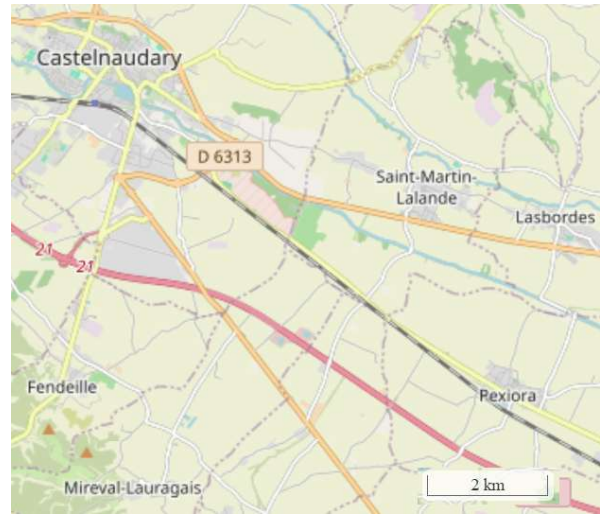 Castelnaudary
D 6313
Saint-Martin-
Lalande
Lasbordes
21
21
Fendeille
Pexiora
Mireval-Lauragais
2 km